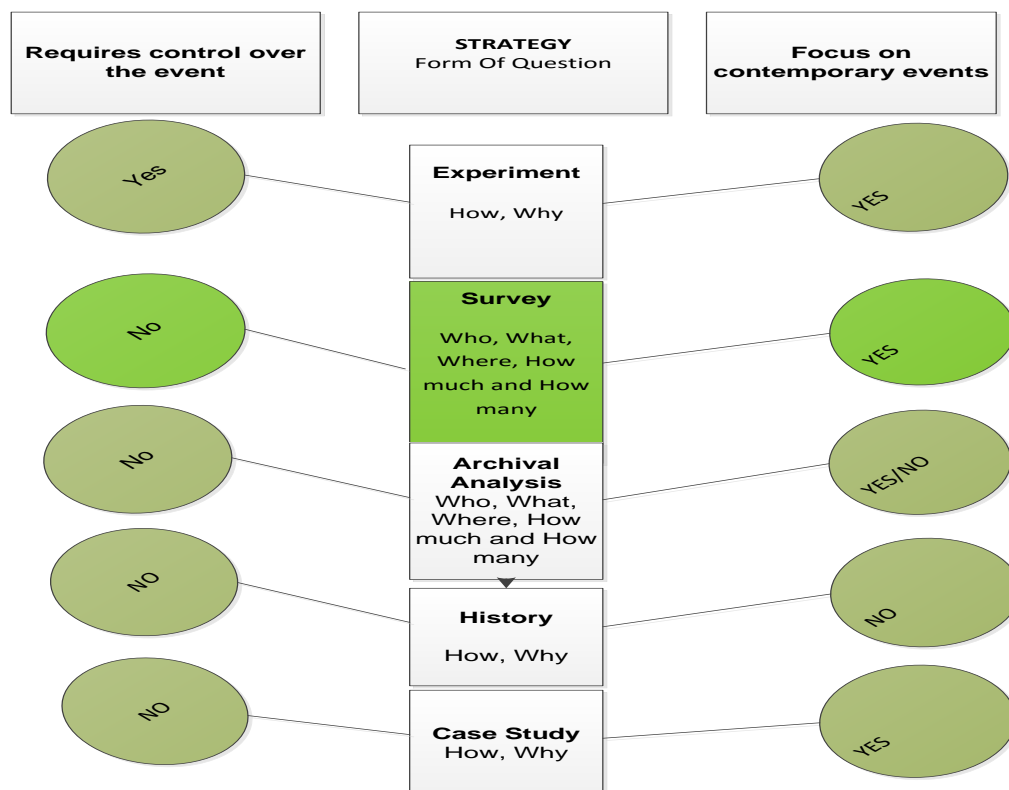 Requires control over
the event
STRATEGY
Form Of Question
Focus on
contemporary events
Yes
Experiment
How, Why
YES
No
Survey
Who, What,
Where, How
much and How
many
YES
No
Archival
Analysis
Who, What,
Where, How
much and How
many
YES/NO
NO
History
How, Why
NO
NO
Case Study
How, Why
YES